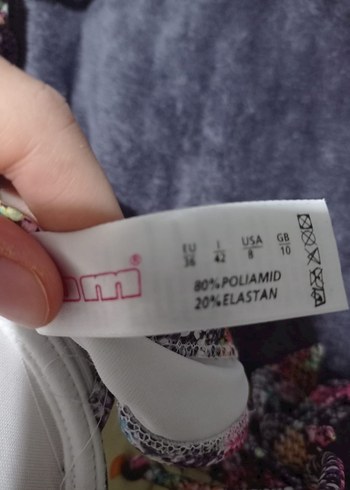 m®
EU I USA GB
36 42 8 10
80%POLIAMID
20%ELASTAN